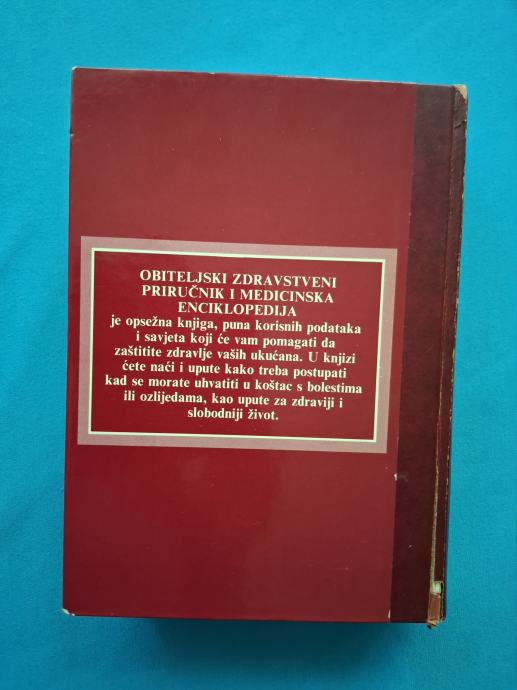 OBITELJSKI ZDRAVSTVENI
PRIRUČNIK I MEDICINSKA
ENCIKLOPEDIJA
je opsežna knjiga, puna korisnih podataka
i savjeta koji će vam pomagati da
zaštitite zdravlje vaših ukućana. U knjizi
ćete naći i upute kako treba postupati
kad se morate uhvatiti u koštac s bolestima
ili ozlijedama, kao upute za zdraviji i
slobodniji život.